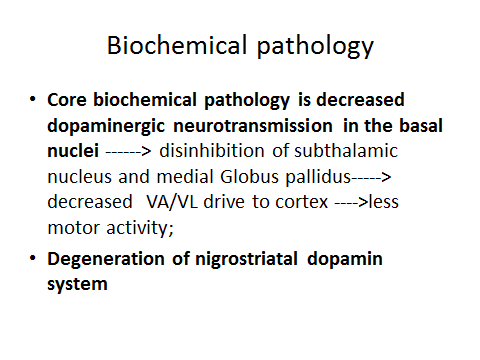 Biochemical pathology
• Core biochemical pathology is decreased
dopaminergic neurotransmission in the basal
nuclei ------> disinhibition of subthalamic
nucleus and medial Globus pallidus----->
decreased VA/VL drive to cortex ---->less
motor activity;
• Degeneration of nigrostriatal dopamin
system